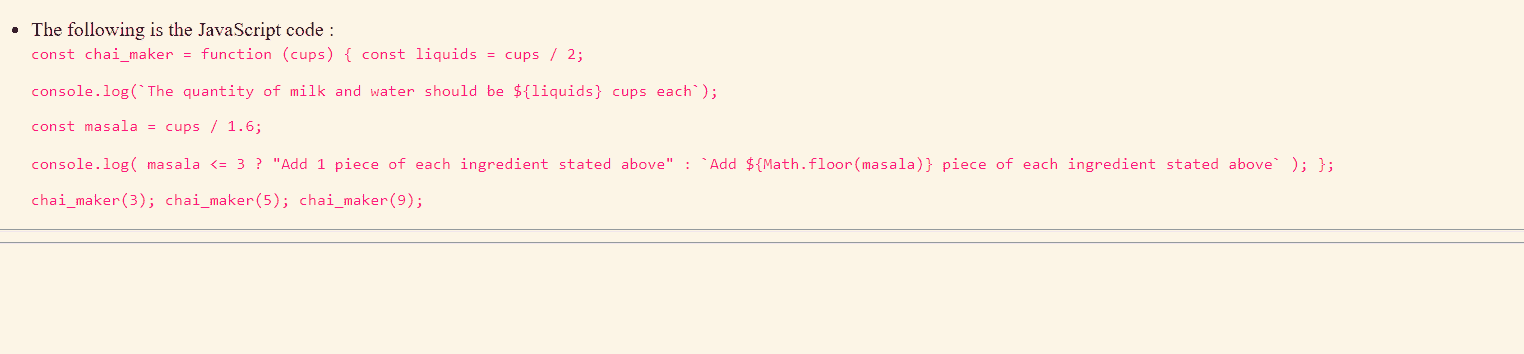 The following is the JavaScript code :
const chai_maker = function (cups) { const liquids = cups / 2;
console.log(`The quantity of milk and water should be ${liquids} cups each`);
const masala = cups / 1.6;
console.log( masala <= 3 ? "Add 1 piece of each ingredient stated above" : `Add ${Math.floor(masala)} piece of each ingredient stated above` ); };
chai_maker(3); chai_maker(5); chai_maker(9);